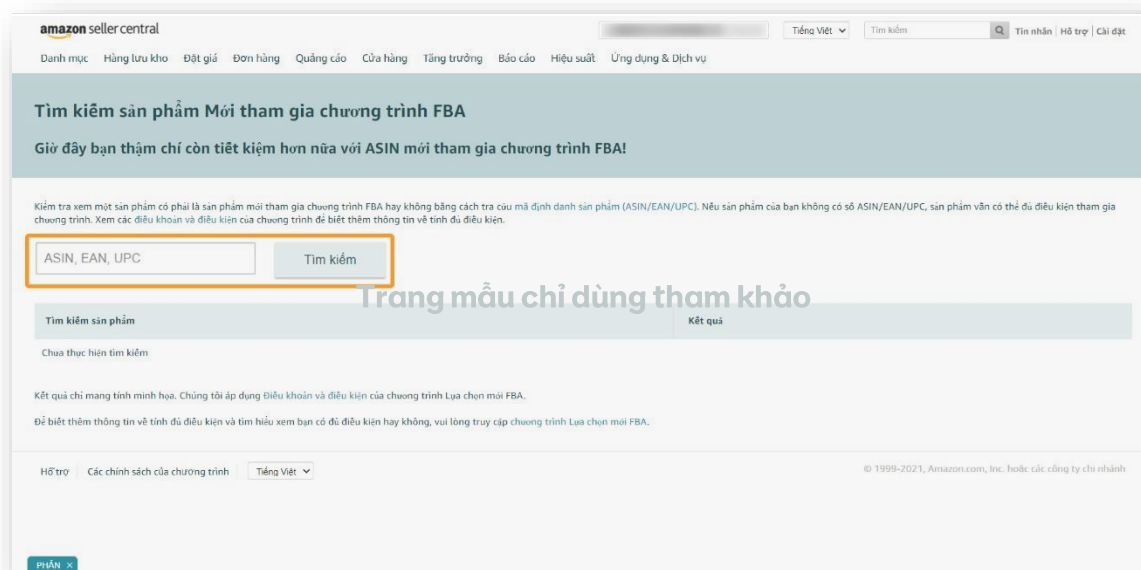 amazon seller central
Tiếng Việt
Tìm kiếm
Tin nhắn | Hỗ trợ | Cài đặt
Danh mục Hàng lưu kho Đặt giá Đơn hàng Quảng cáo Cửa hàng Tăng trưởng Báo cáo Hiệu suất Ứng dụng & Dịch vụ
Tìm kiếm sản phẩm Mới tham gia chương trình FBA
Giờ đây bạn thậm chí còn tiết kiệm hơn nữa với ASIN mới tham gia chương trình FBA!
Kiểm tra xem một sản phẩm có phải là sản phẩm mới tham gia chương trình FBA hay không bằng cách tra cứu mã định danh sản phẩm (ASIN/EAN/UPC). Nếu sản phẩm của bạn không có số ASIN/EAN/UPC, sản phẩm vẫn có thể đủ điều kiện tham gia
chương trình. Xem các điều khoản và điều kiện của chương trình để biết thêm thông tin về tính đủ điều kiện.
ASIN, EAN, UPC
Tìm kiếm
Trang mẫu chỉ dùng tham khảo
Tìm kiếm sản phẩm Kết quả
Chưa thực hiện tìm kiếm
Kết quả chỉ mang tính minh họa. Chúng tôi áp dụng Điều khoản và điều kiện của chương trình Lựa chọn mới FBA.
Để biết thêm thông tin về tính đủ điều kiện và tìm hiểu xem bạn có đủ điều kiện hay không, vui lòng truy cập chương trình Lựa chọn mới FBA.
Hỗ trợ Các chính sách của chương trình Tiếng Việt
© 1999-2021, Amazon.com, Inc. hoặc các công ty chi nhánh
PHẢN ×